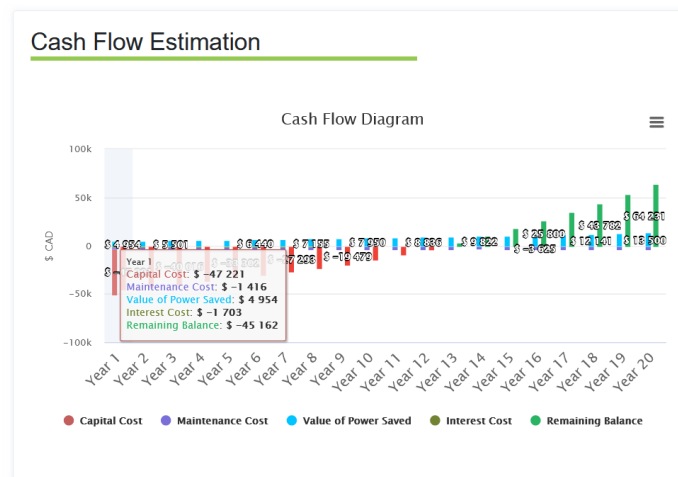 Cash Flow Estimation
Cash Flow Diagram
$ CAD
100k
50k
0
−50k
−100k
$ 4 954
$ 5 501
$ 6 440
$ 7 155
$ 7 950
$ 8 836
$ 9 822
$ 25 800
$ 12 141
$ 43 782
$ 13 500
$ 64 231
$ −19 479
Year 1
Capital Cost: $ −47 221
Maintenance Cost: $ −1 416
Value of Power Saved: $ 4 954
Interest Cost: $ −1 703
Remaining Balance: $ −45 162
Year 1
Year 2
Year 3
Year 4
Year 5
Year 6
Year 7
Year 8
Year 9
Year 10
Year 11
Year 12
Year 13
Year 14
Year 15
Year 16
Year 17
Year 18
Year 19
Year 20
Capital Cost
Maintenance Cost
Value of Power Saved
Interest Cost
Remaining Balance